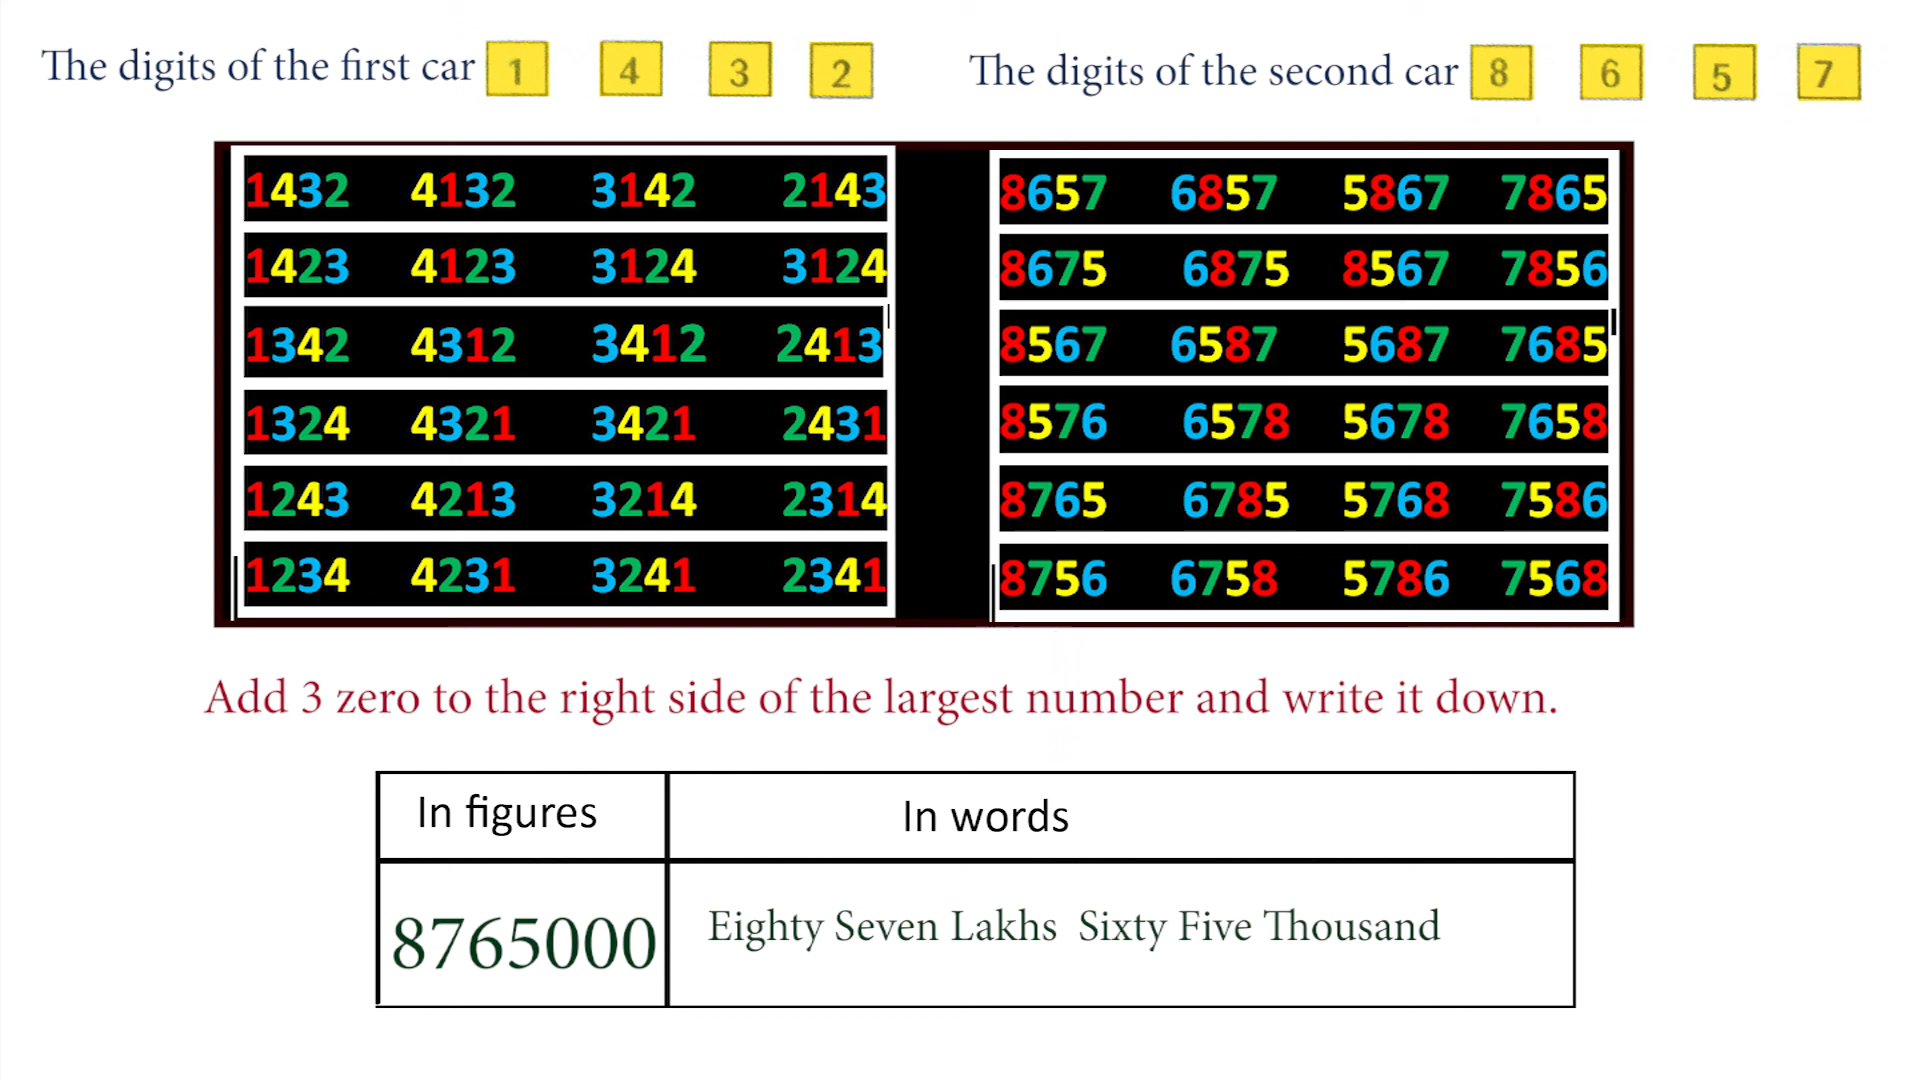 The digits of the first car 1 4 3 2
The digits of the second car 8 6 5 7
1432 4132 3142 2143
1423 4123 3124 3124
1342 4312 3412 2413
1324 4321 3421 2431
1243 4213 3214 2314
1234 4231 3241 2341
8657 6857 5867 7865
8675 6875 8567 7856
8567 6587 5687 7685
8576 6578 5678 7658
8765 6785 5768 7586
8756 6758 5786 7568
Add 3 zero to the right side of the largest number and write it down.
In figures In words
8765000 Eighty Seven Lakhs Sixty Five Thousand